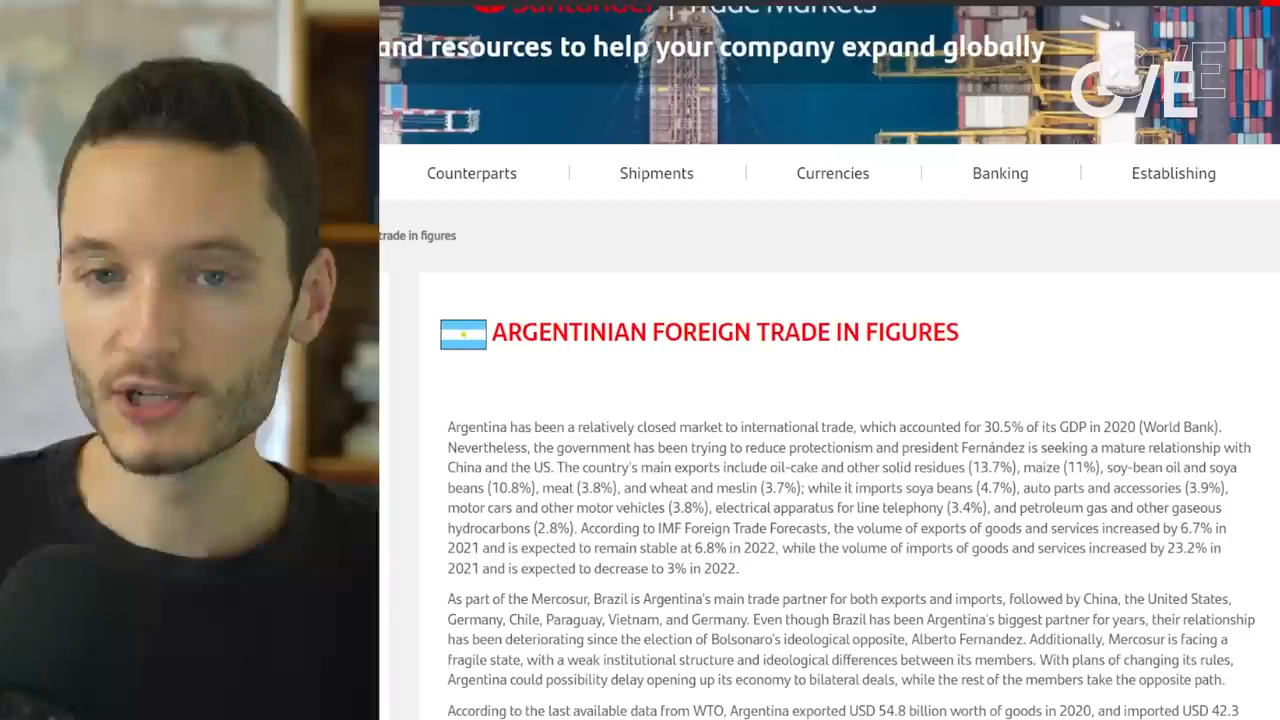 Santander | Trade Markets
and resources to help your company expand globally
GVE
Counterparts
Shipments
Currencies
Banking
Establishing
trade in figures
ARGENTINIAN FOREIGN TRADE IN FIGURES
Argentina has been a relatively closed market to international trade, which accounted for 30.5% of its GDP in 2020 (World Bank).
Nevertheless, the government has been trying to reduce protectionism and president Fernández is seeking a mature relationship with
China and the US. The country's main exports include oil-cake and other solid residues (13.7%), maize (11%), soy-bean oil and soya
beans (10.8%), meat (3.8%), and wheat and meslin (3.7%); while it imports soya beans (4.7%), auto parts and accessories (3.9%),
motor cars and other motor vehicles (3.8%), electrical apparatus for line telephony (3.4%), and petroleum gas and other gaseous
hydrocarbons (2.8%). According to IMF Foreign Trade Forecasts, the volume of exports of goods and services increased by 6.7% in
2021 and is expected to remain stable at 6.8% in 2022, while the volume of imports of goods and services increased by 23.2% in
2021 and is expected to decrease to 3% in 2022.
As part of the Mercosur, Brazil is Argentina's main trade partner for both exports and imports, followed by China, the United States,
Germany, Chile, Paraguay, Vietnam, and Germany. Even though Brazil has been Argentina's biggest partner for years, their relationship
has been deteriorating since the election of Bolsonaro's ideological opposite, Alberto Fernandez. Additionally, Mercosur is facing a
fragile state, with a weak institutional structure and ideological differences between its members. With plans of changing its rules,
Argentina could possibility delay opening up its economy to bilateral deals, while the rest of the members take the opposite path.
According to the last available data from WTO, Argentina exported USD 54.8 billion worth of goods in 2020, and imported USD 42.3